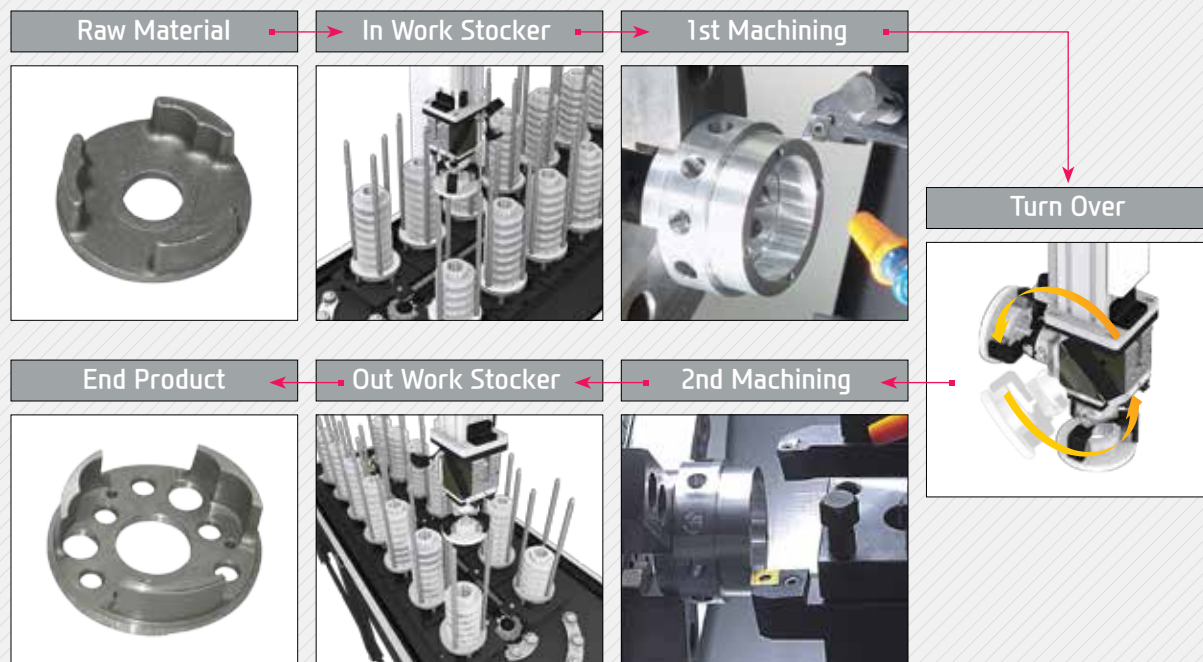 Raw Material
In Work Stocker
1st Machining
Turn Over
End Product
Out Work Stocker
2nd Machining